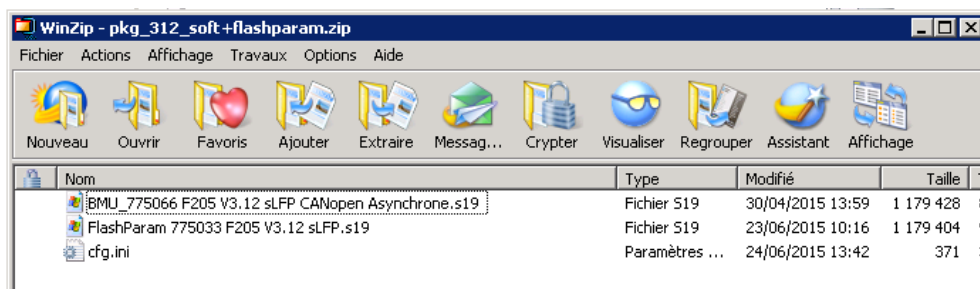 WinZip - pkg_312_soft+flashparam.zip
Fichier Actions Affichage Travaux Options Aide
Nouveau Ouvrir Favoris Ajouter Extraire Messag... Crypter Visualiser Regrouper Assistant Affichage
Nom Type Modifié Taille
BMU_775066 F205 V3.12 sLFP CANopen Asynchrone.s19 Fichier S19 30/04/2015 13:59 1 179 428
FlashParam 775033 F205 V3.12 sLFP.s19 Fichier S19 23/06/2015 10:16 1 179 404
cfg.ini Paramètres ... 24/06/2015 13:42 371